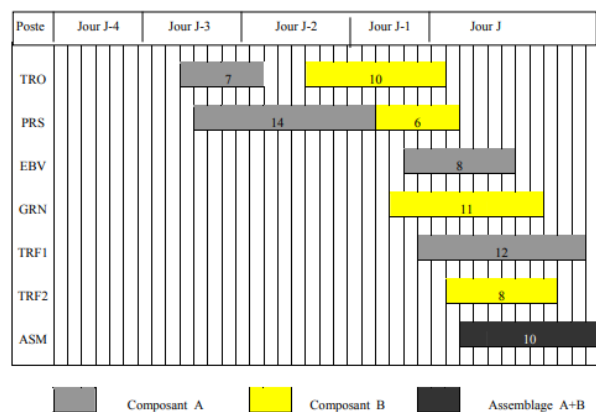 Poste Jour J-4 Jour J-3 Jour J-2 Jour J-1 Jour J
TRO 7 10
PRS 14 6
EBV 8
GRN 11
TRF1 12
TRF2 8
ASM 10
Composant A Composant B Assemblage A+B